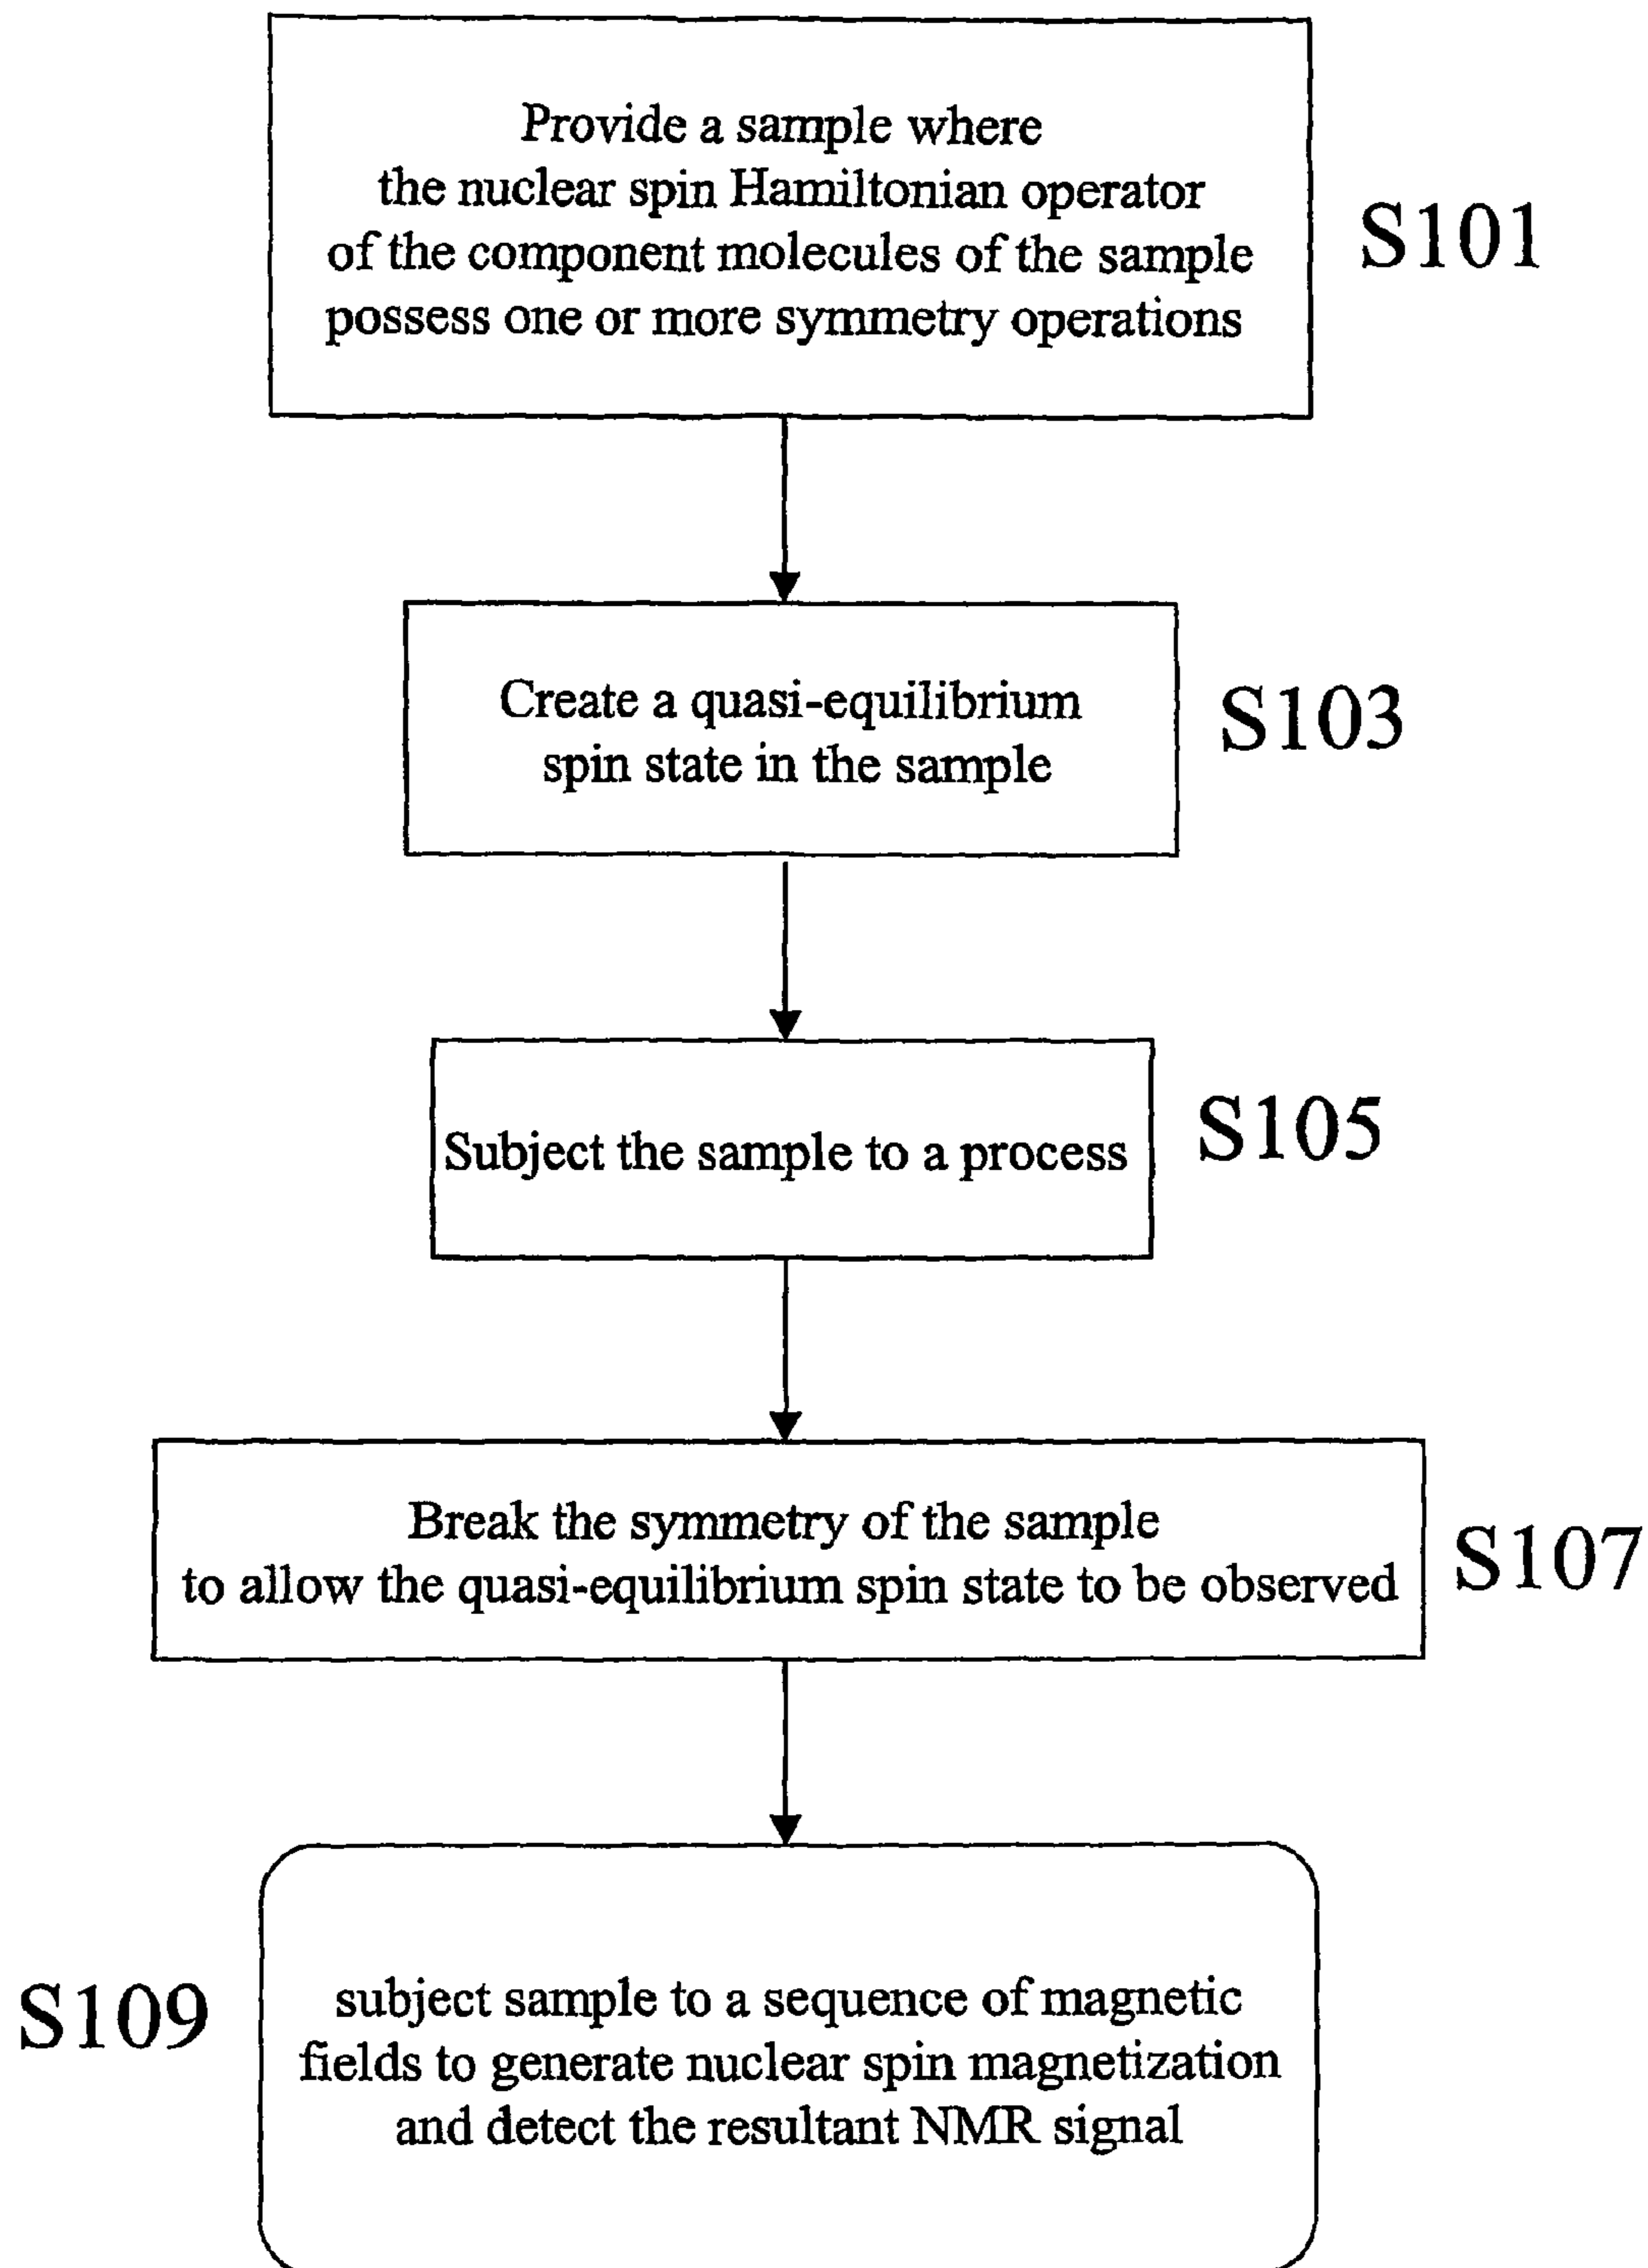 Provide a sample where
the nuclear spin Hamiltonian operator
of the component molecules of the sample
possess one or more symmetry operations
S101
Create a quasi-equilibrium
spin state in the sample
S103
Subject the sample to a process
S105
Break the symmetry of the sample
to allow the quasi-equilibrium spin state to be observed
S107
S109
subject sample to a sequence of magnetic
fields to generate nuclear spin magnetization
and detect the resultant NMR signal